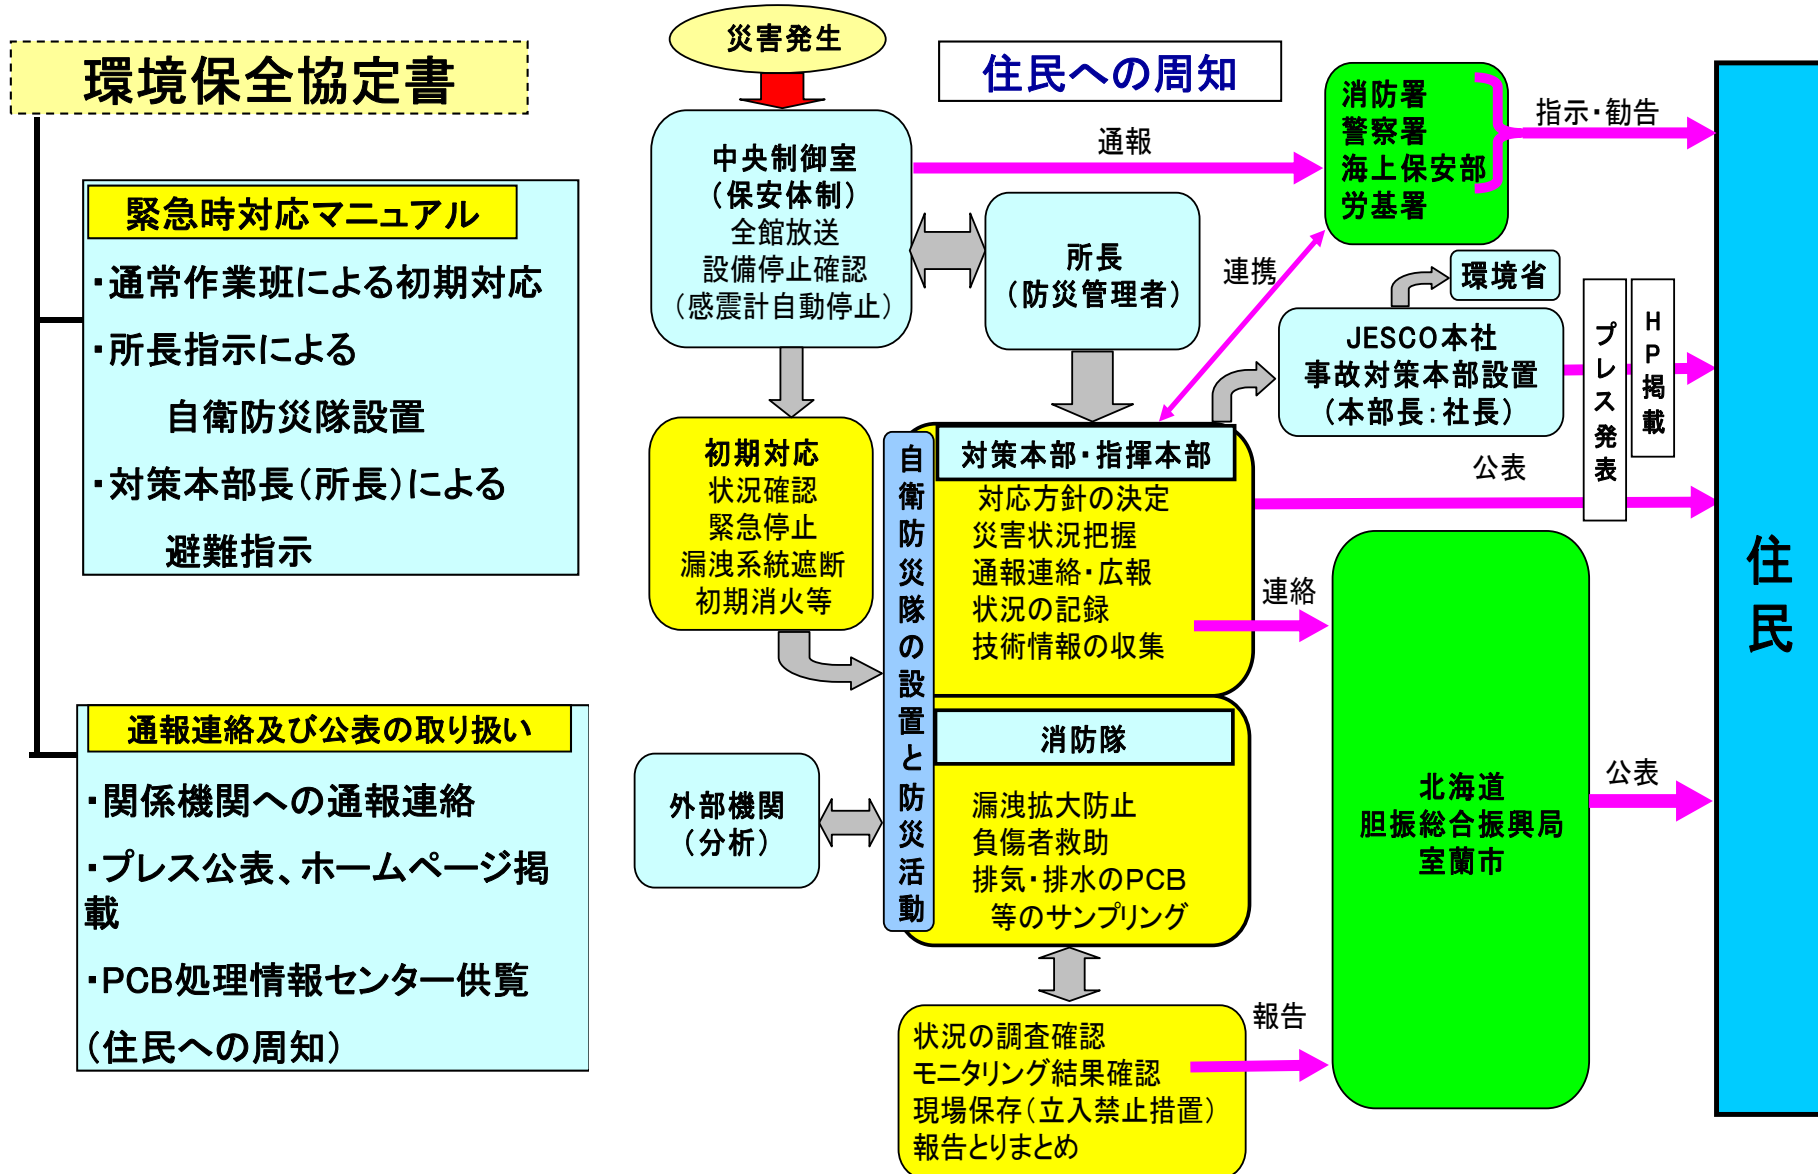 環境保全協定書
緊急時対応マニュアル
・通常作業班による初期対応
・所長指示による
自衛防災隊設置
・対策本部長(所長)による
避難指示
通報連絡及び公表の取り扱い
・関係機関への通報連絡
・プレス公表、ホームページ掲
載
・PCB処理情報センター供覧
(住民への周知)
災害発生
住民への周知
中央制御室
(保安体制)
全館放送
設備停止確認
(感震計自動停止)
通報
消防署
警察署
海上保安部
労基署
指示・勧告
所長
(防災管理者)
連携
環境省
JESCO本社
事故対策本部設置
(本部長:社長)
プレス発表
HP掲載
初期対応
状況確認
緊急停止
漏洩系統遮断
初期消火等
自衛防災隊の設置と防災活動
対策本部・指揮本部
対応方針の決定
災害状況把握
通報連絡・広報
状況の記録
技術情報の収集
公表
連絡
消防隊
漏洩拡大防止
負傷者救助
排気・排水のPCB
等のサンプリング
外部機関
(分析)
北海道
胆振総合振興局
室蘭市
公表
状況の調査確認
モニタリング結果確認
現場保存(立入禁止措置)
報告とりまとめ
報告
住民